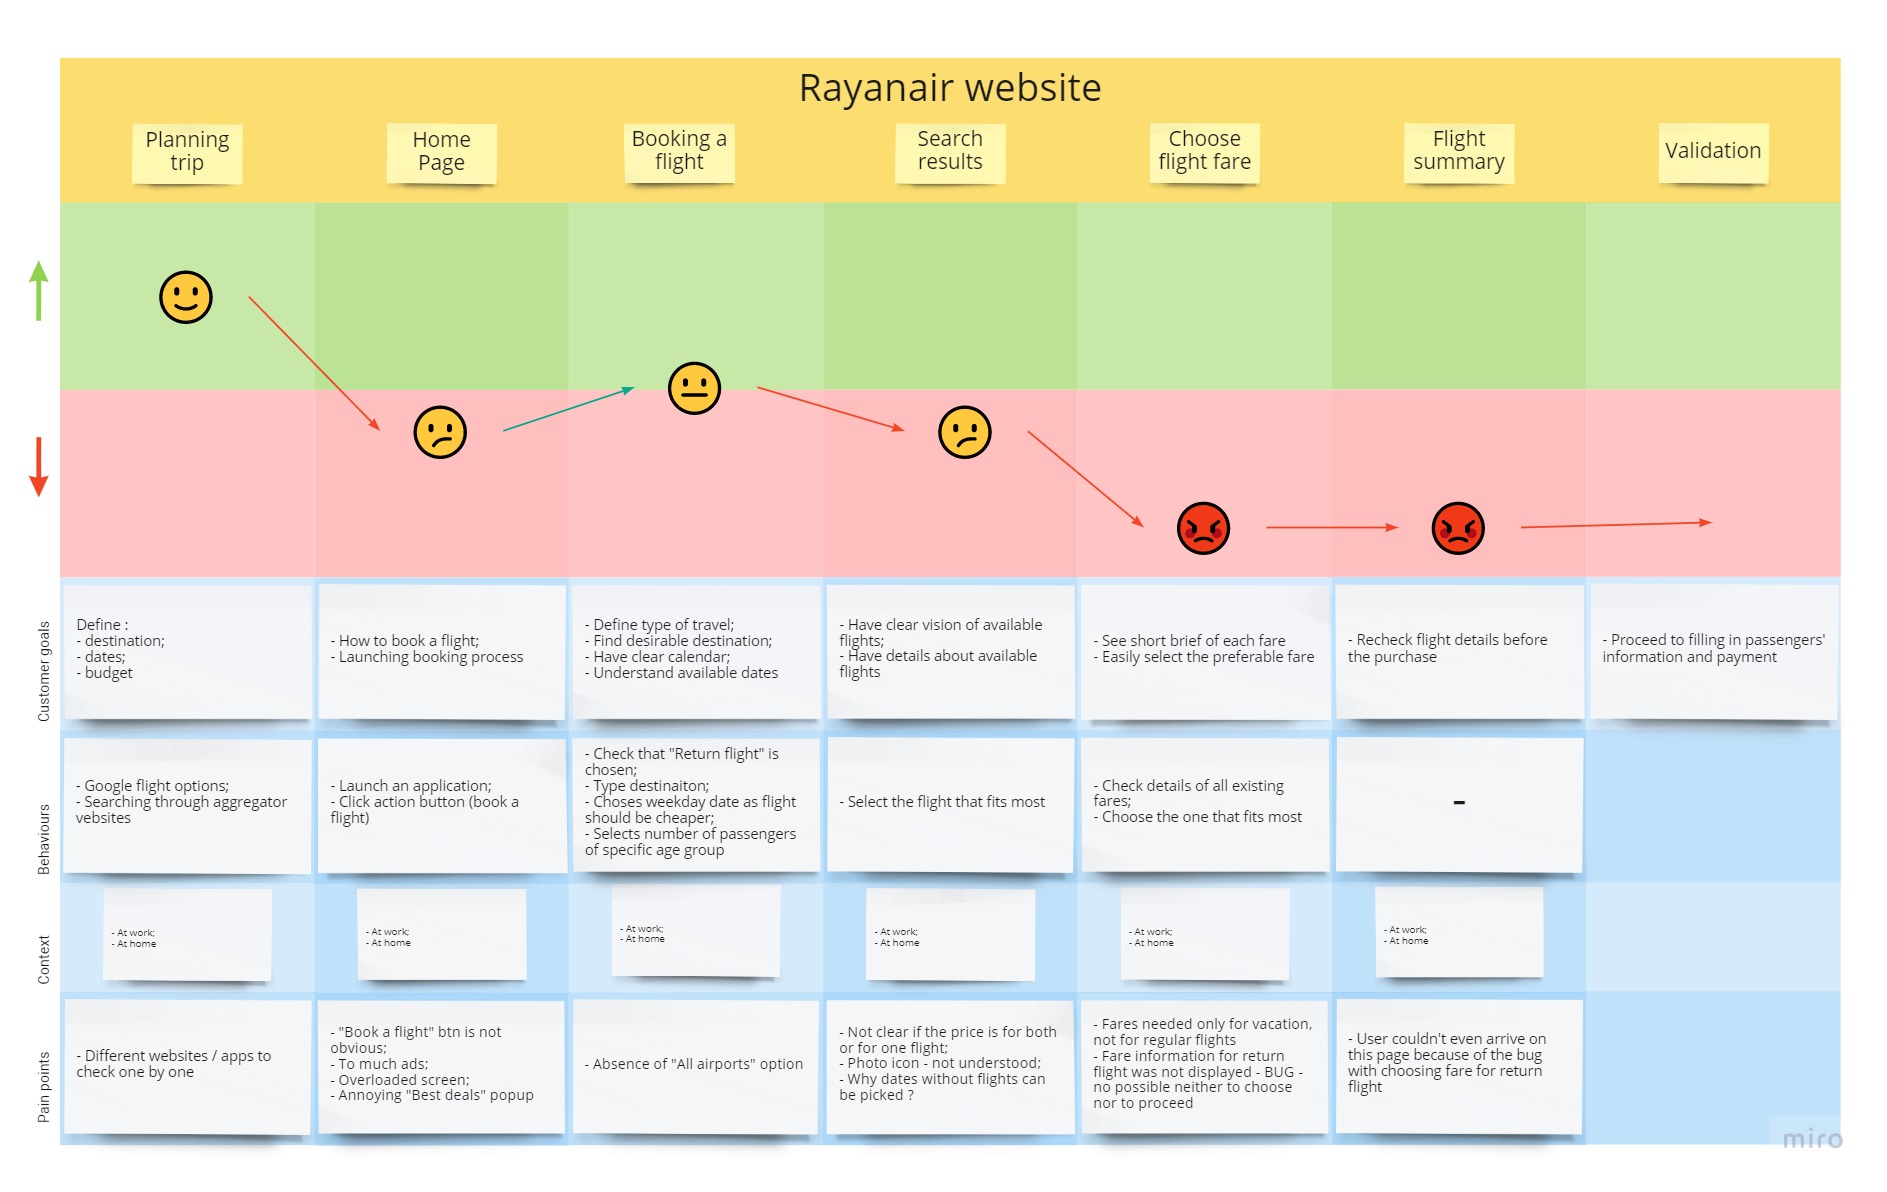 Rayanair website
Planning
trip
Home
Page
Booking a
flight
Search
results
Choose
flight fare
Flight
summary
Validation
Customer goals
Define :
- destination;
- dates;
- budget
- How to book a flight;
- Launching booking process
- Define type of travel;
- Find desirable destination;
- Have clear calendar;
- Understand available dates
- Have clear vision of available
flights;
- Have details about available
flights
- See short brief of each fare
- Easily select the preferable fare
- Recheck flight details before
the purchase
- Proceed to filling in passengers'
information and payment
Behaviours
- Google flight options;
- Searching through aggregator
vebsites
- Launch an application;
- Click action button (book a
flight)
- Check that "Return flight" is
chosen;
- Type destinaiton;
- Choses weekday date as flight
should be cheaper;
- Selects number of passengers
of specific age group
- Select the flight that fits most
- Check details of all existing
fares;
- Choose the one that fits most
-
Context
- At work;
- At home
- At work;
- At home
- At work;
- At home
- At work;
- At home
- At work;
- At home
- At work;
- At home
Pain points
- Different websites / apps to
check one by one
- "Book a flight" btn is not
obvious;
- To much ads;
- Overloaded screen;
- Annoying "Best deals" popup
- Absence of "All airports" option
- Not clear if the price is for both
or for one flight;
- Photo icon - not understood;
- Why dates without flights can
be picked ?
- Fares needed only for vacation,
not for regular flights
- Fare information for return
flight was not displayed - BUG -
no possible neither to choose
nor to proceed
- User couldn't even arrive on
this page because of the bug
with choosing fare for return
flight
miro